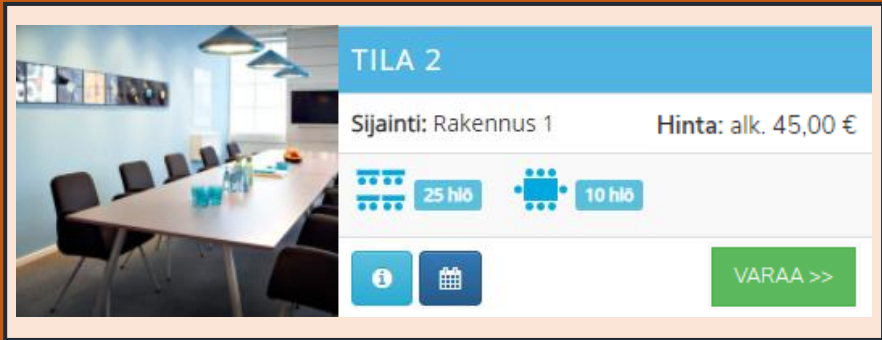 TILA 2
Sijainti: Rakennus 1 Hinta: alk. 45,00 €
25 hlö 10 hlö
VARAA >>